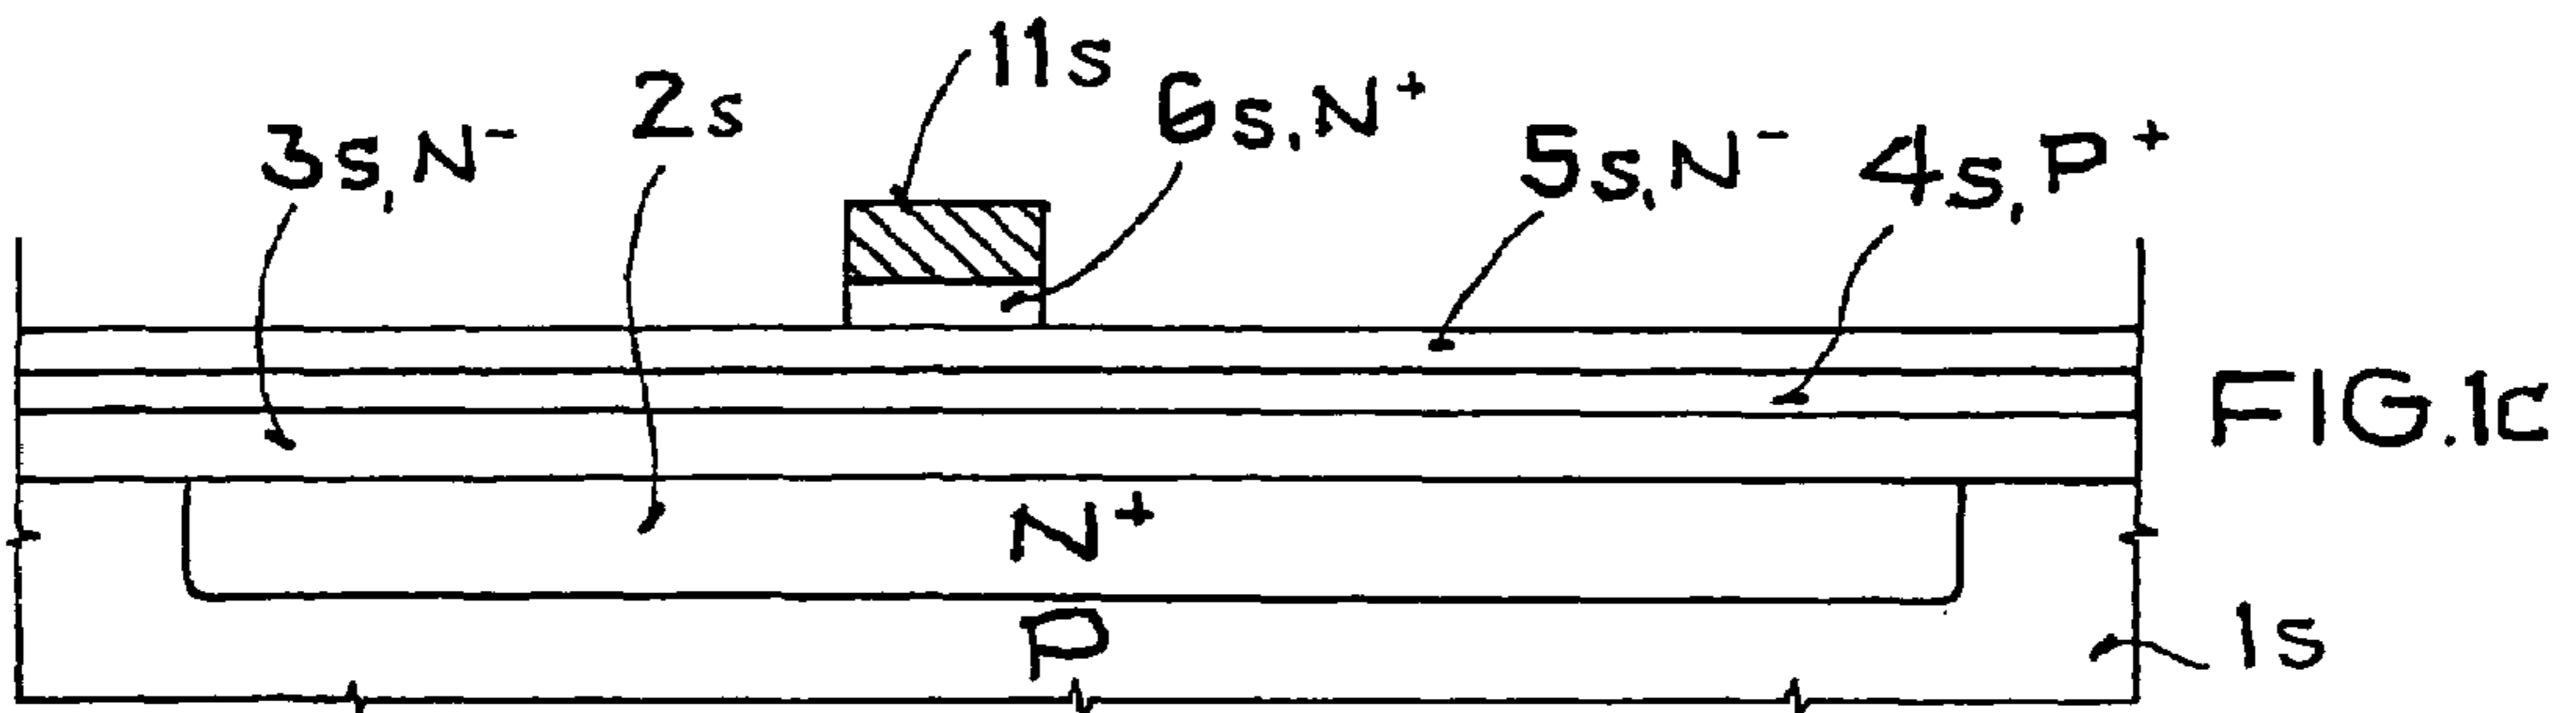 11s
2s
6s, N+
3s, N-
5s, N-
4s, P+
FIG.1c
N+
P
1s